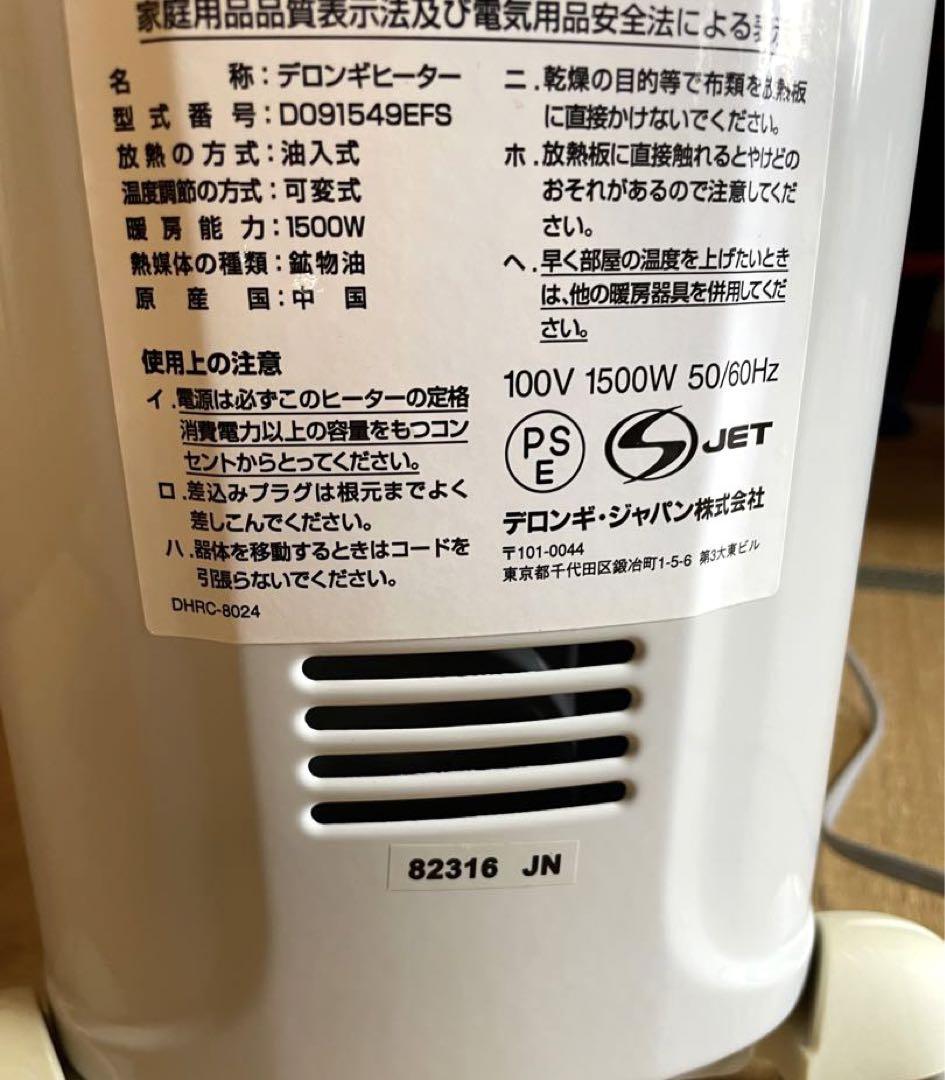 家庭用品品質表示法及び電気用品安全法による表示
名　　　称：デロンギヒーター
型式番号：D091549EFS
放熱の方式：油入式
温度調節の方式：可変式
暖房能力：1500W
熱媒体の種類：鉱物油
原産国：中国
使用上の注意
イ.電源は必ずこのヒーターの定格
消費電力以上の容量をもつコン
セントからとってください。
ロ.差込みプラグは根元までよく
差しこんでください。
ハ.器体を移動するときはコードを
引張らないでください。
DHRC-8024
ニ.乾燥の目的等で布類を放熱板
に直接かけないでください。
ホ.放熱板に直接触れるとやけどの
おそれがあるので注意してくだ
さい。
ヘ.早く部屋の温度を上げたいとき
は、他の暖房器具を併用してくだ
さい。
100V 1500W 50/60Hz
PS
E
JET
デロンギ・ジャパン株式会社
〒101-0044
東京都千代田区鍛冶町1-5-6 第3大東ビル
82316 JN